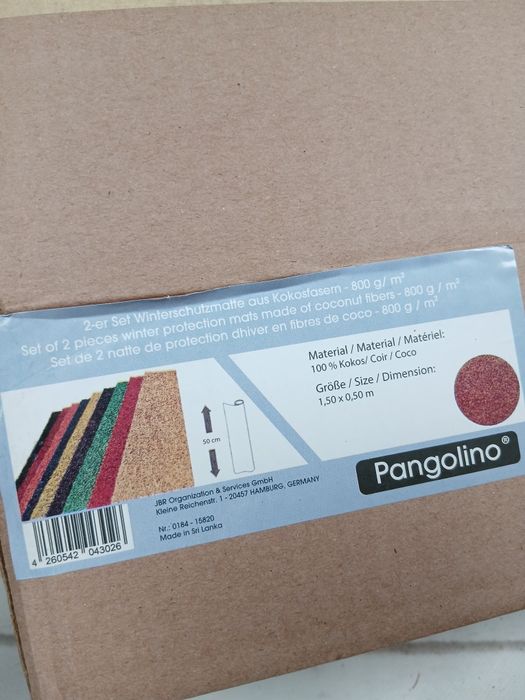 2-er Set Winterschutzmatte aus Kokosfasern - 800 g/ m²
Set of 2 pieces winter protection mats made of coconut fibers - 800 g / m²
Set de 2 natte de protection dhiver en fibres de coco - 800 g / m²
Material / Material / Matériel:
100 % Kokos/ Coir / Coco
Größe / Size / Dimension:
1,50 x 0,50 m
50 cm
Pangolino®
JBR Organization & Services GmbH
Kleine Reichenstr. 1 - 20457 HAMBURG, GERMANY
Nr.: 0184 - 15820
Made in Sri Lanka
4 260542 043026